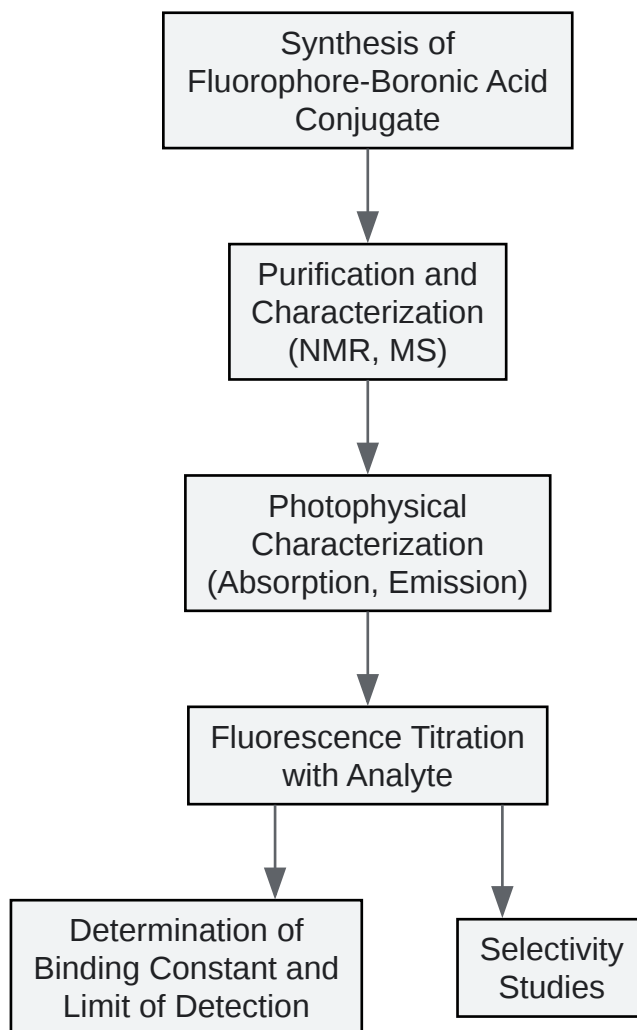 Synthesis of
Fluorophore-Boronic Acid
Conjugate
Purification and
Characterization
(NMR, MS)
Photophysical
Characterization
(Absorption, Emission)
Fluorescence Titration
with Analyte
Determination of
Binding Constant and
Limit of Detection
Selectivity
Studies